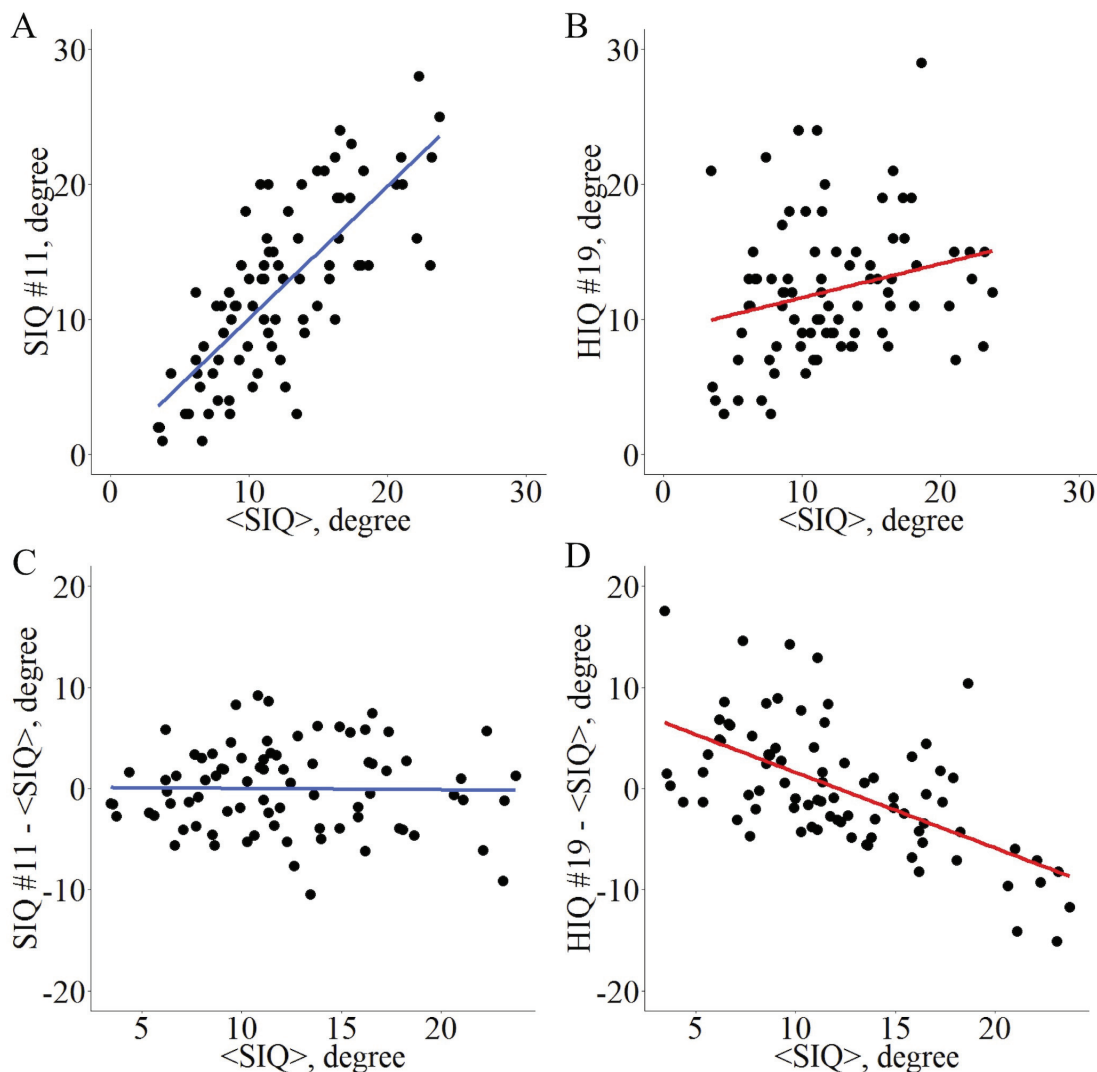 A
SIQ #11, degree
30
20
10
0
0 10 20 30
<SIQ>, degree
B
HIQ #19, degree
30
20
10
0
0 10 20 30
<SIQ>, degree
C
SIQ #11 - <SIQ>, degree
20
10
0
-10
-20
5 10 15 20
<SIQ>, degree
D
HIQ #19 - <SIQ>, degree
20
10
0
-10
-20
5 10 15 20
<SIQ>, degree